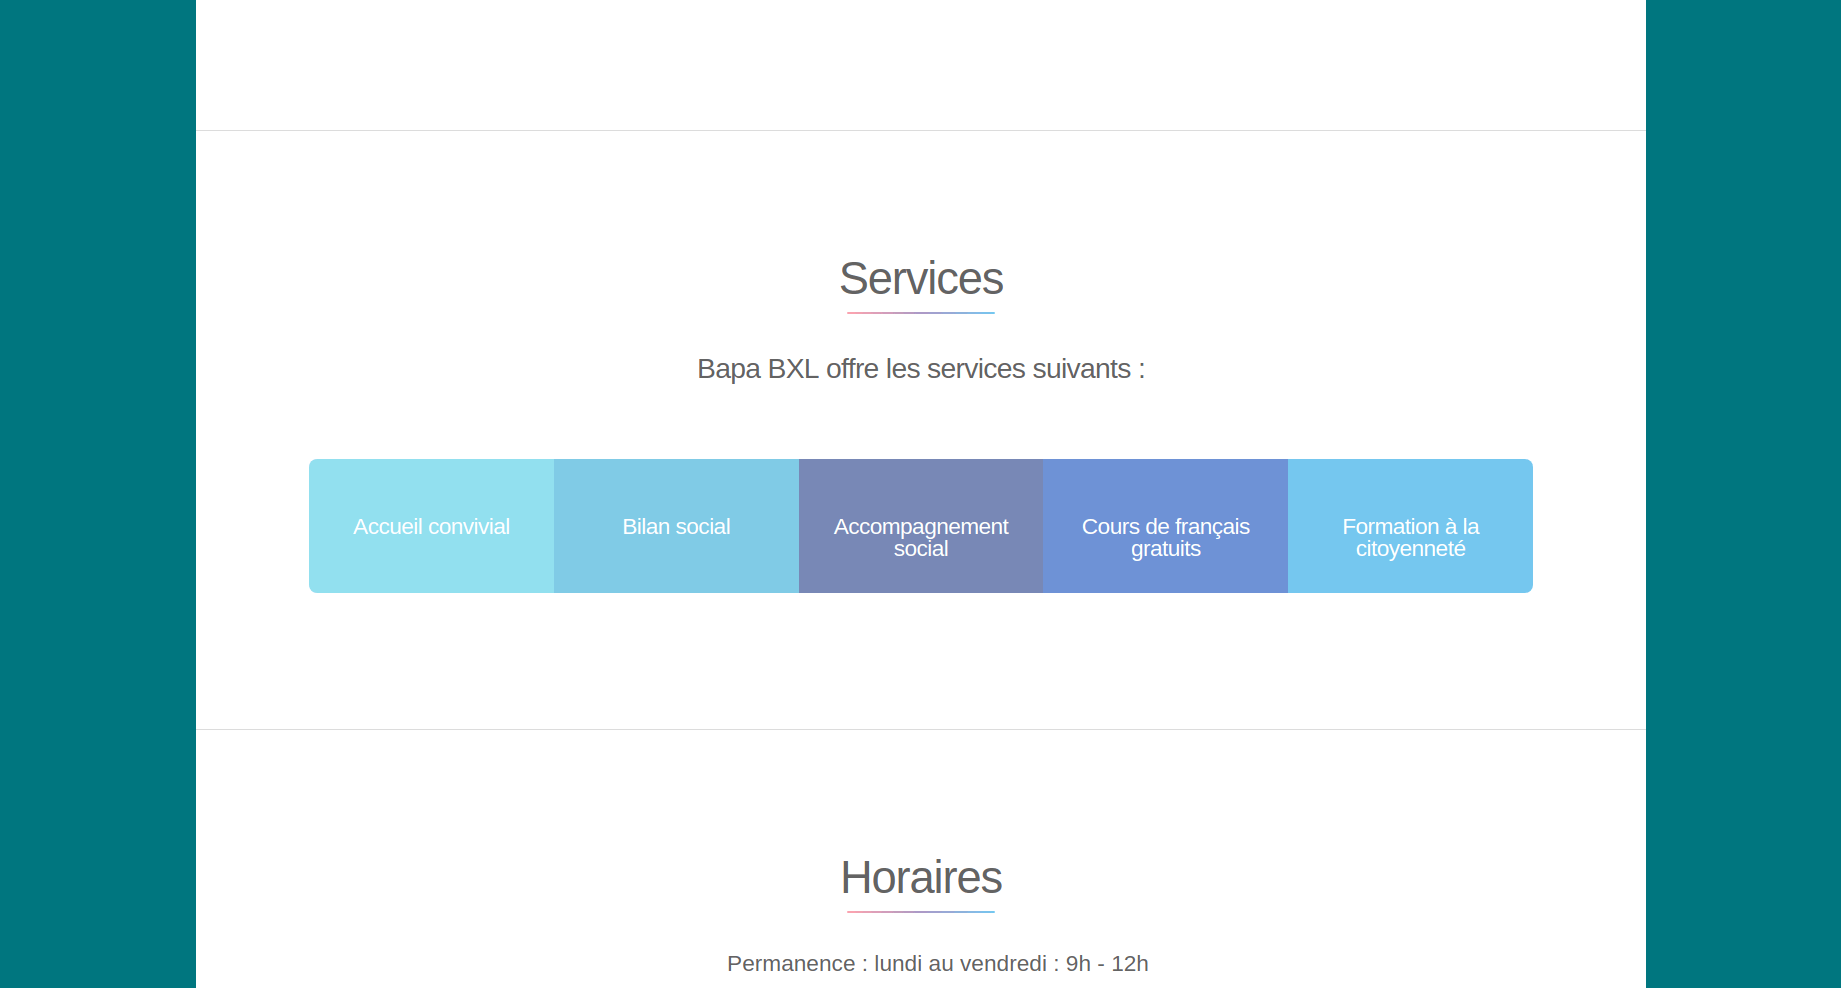 Services
Bapa BXL offre les services suivants :
Accueil convivial
Bilan social
Accompagnement
social
Cours de français
gratuits
Formation à la
citoyenneté
Horaires
Permanence : lundi au vendredi : 9h - 12h